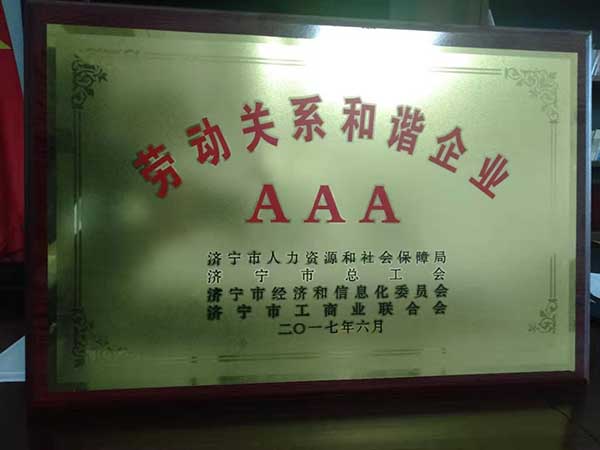 劳动关系和谐企业
AAA
济宁市人力资源和社会保障局
济宁市总工会
济宁市经济和信息化委员会
济宁市工商业联合会
二〇一七年六月